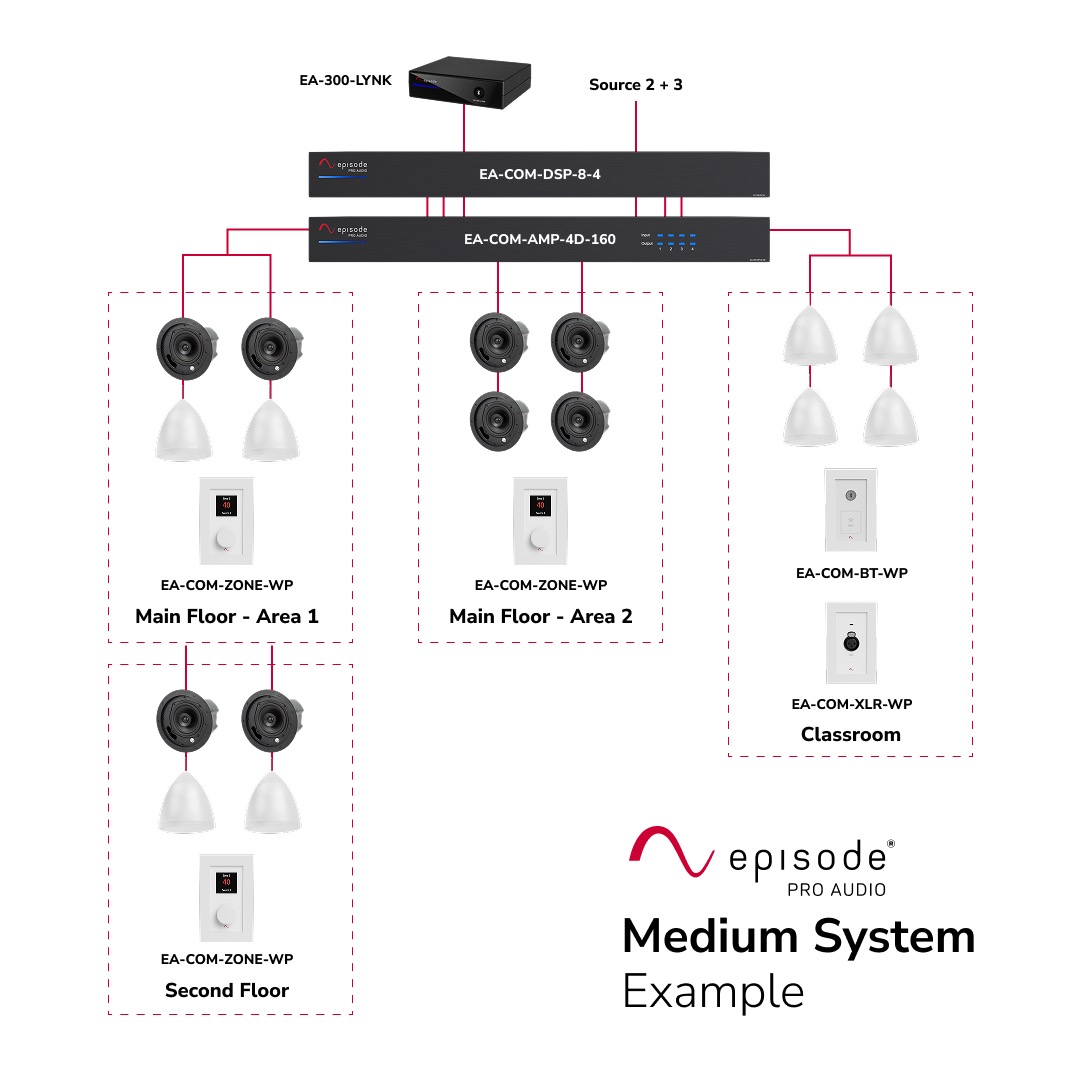 EA-300-LYNK
Source 2 + 3
episode
PRO AUDIO
EA-COM-DSP-8-4
episode
PRO AUDIO
EA-COM-AMP-4D-160
Input
Output
1 2 3 4
40
EA-COM-ZONE-WP
Main Floor - Area 1
40
EA-COM-ZONE-WP
Main Floor - Area 2
EA-COM-BT-WP
EA-COM-XLR-WP
Classroom
40
EA-COM-ZONE-WP
Second Floor
episode®
PRO AUDIO
Medium System
Example